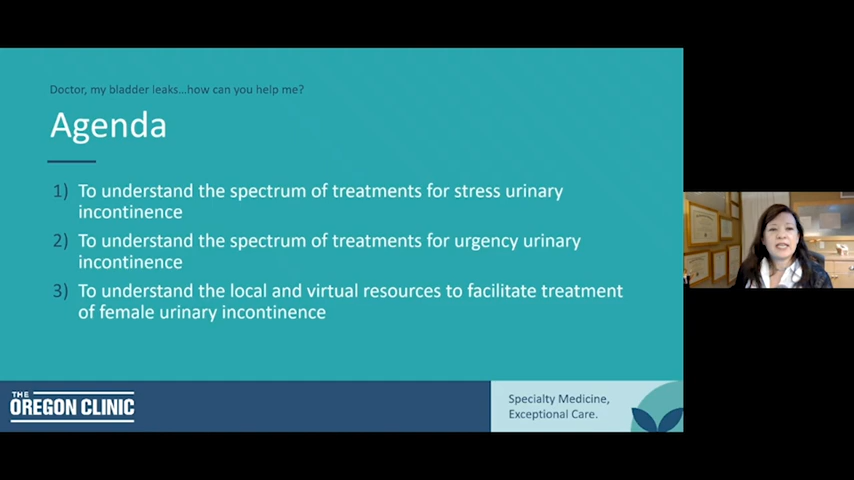 Doctor, my bladder leaks...how can you help me?
Agenda
1) To understand the spectrum of treatments for stress urinary
incontinence
2) To understand the spectrum of treatments for urgency urinary
incontinence
3) To understand the local and virtual resources to facilitate treatment
of female urinary incontinence
THE
OREGON CLINIC
Specialty Medicine,
Exceptional Care.